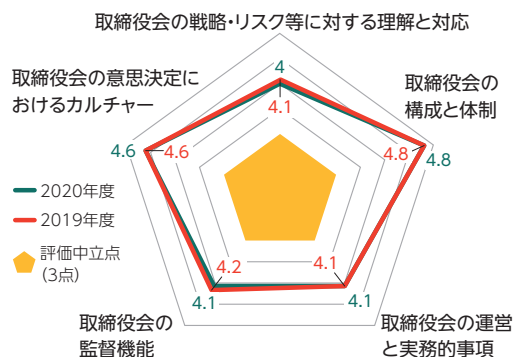 取締役会の戦略・リスク等に対する理解と対応
4
4.1
取締役会の
構成と体制
4.8
4.8
取締役会の意思決定に
おけるカルチャー
4.6
4.6
2020年度
2019年度
評価中立点
(3点)
4.2
4.1
4.1
4.1
取締役会の
監督機能
取締役会の運営
と実務的事項